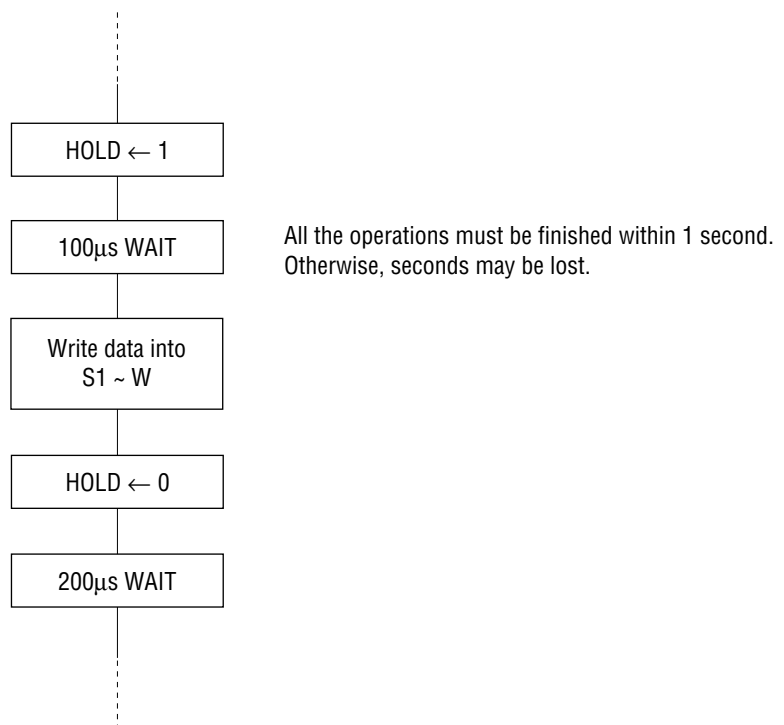 HOLD ← 1
100μs WAIT
All the operations must be finished within 1 second.
Otherwise, seconds may be lost.
Write data into
S1 ~ W
HOLD ← 0
200μs WAIT